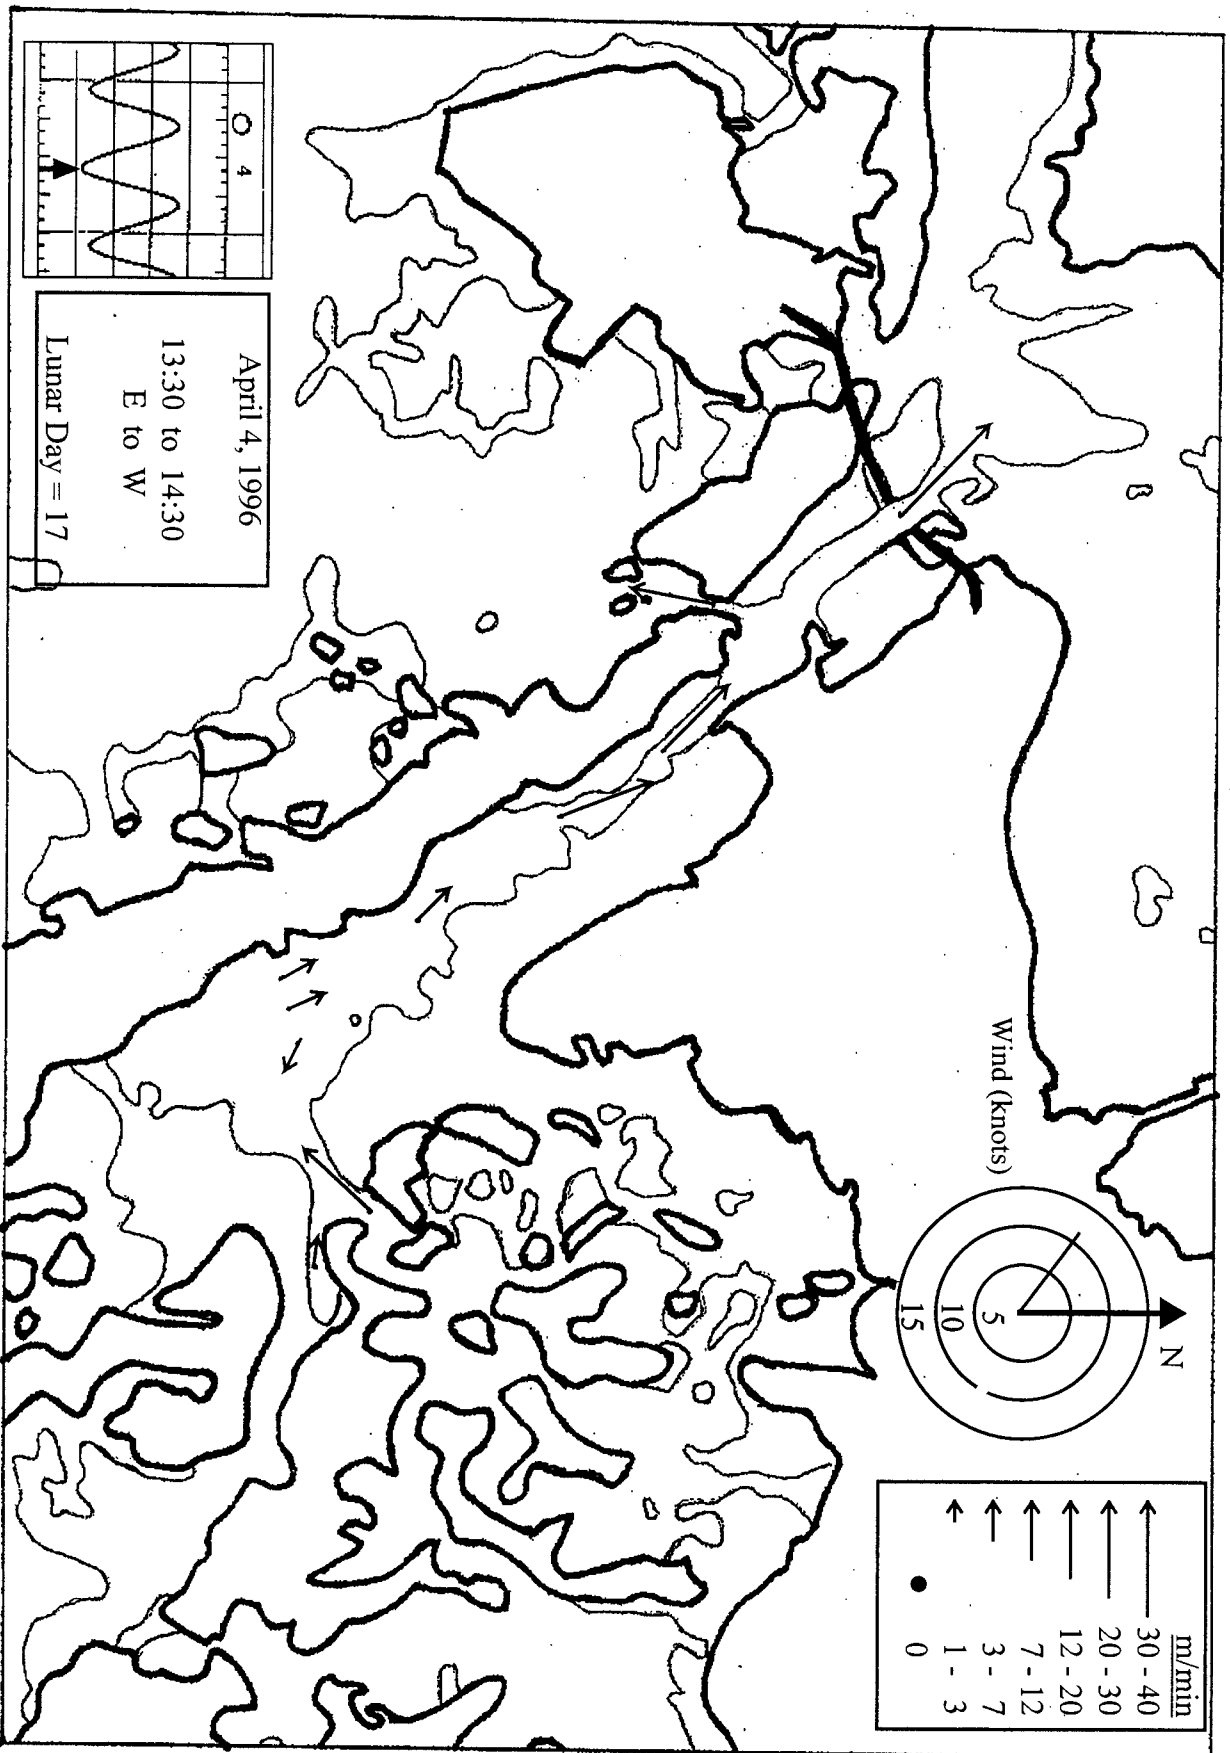 O 4
April 4, 1996
13:30 to 14:30
E to W
Lunar Day = 17
Wind (knots)
N
5
10
15
m/min
30 - 40
20 - 30
12 - 20
7 - 12
3 - 7
1 - 3
0